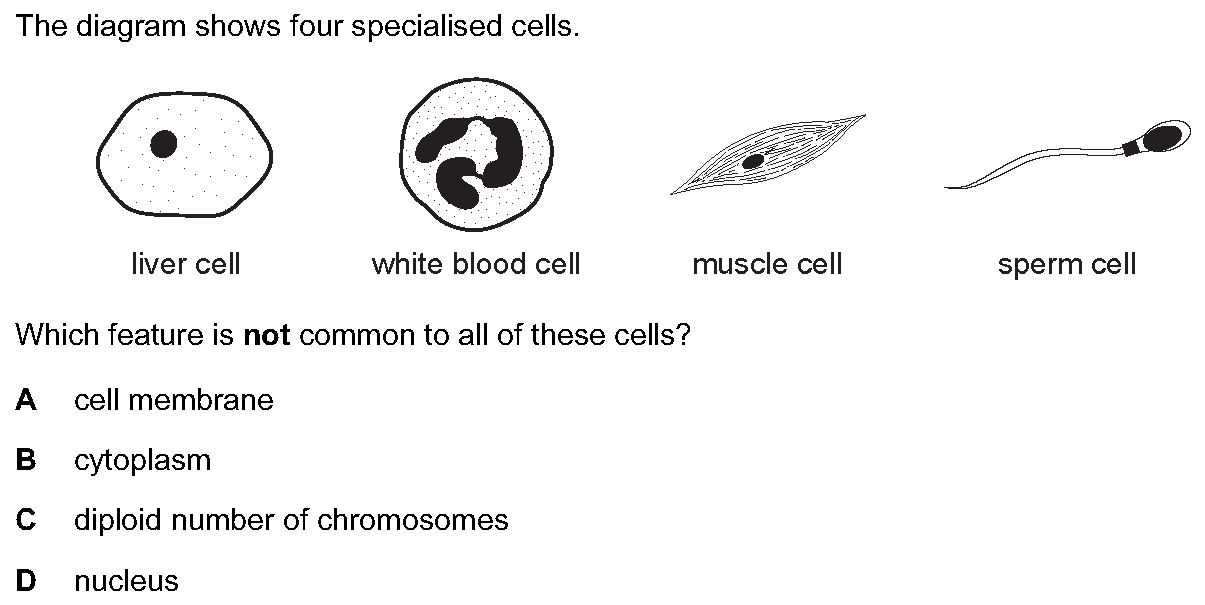 The diagram shows four specialised cells.
liver cell white blood cell muscle cell sperm cell
Which feature is not common to all of these cells?
A cell membrane
B cytoplasm
C diploid number of chromosomes
D nucleus